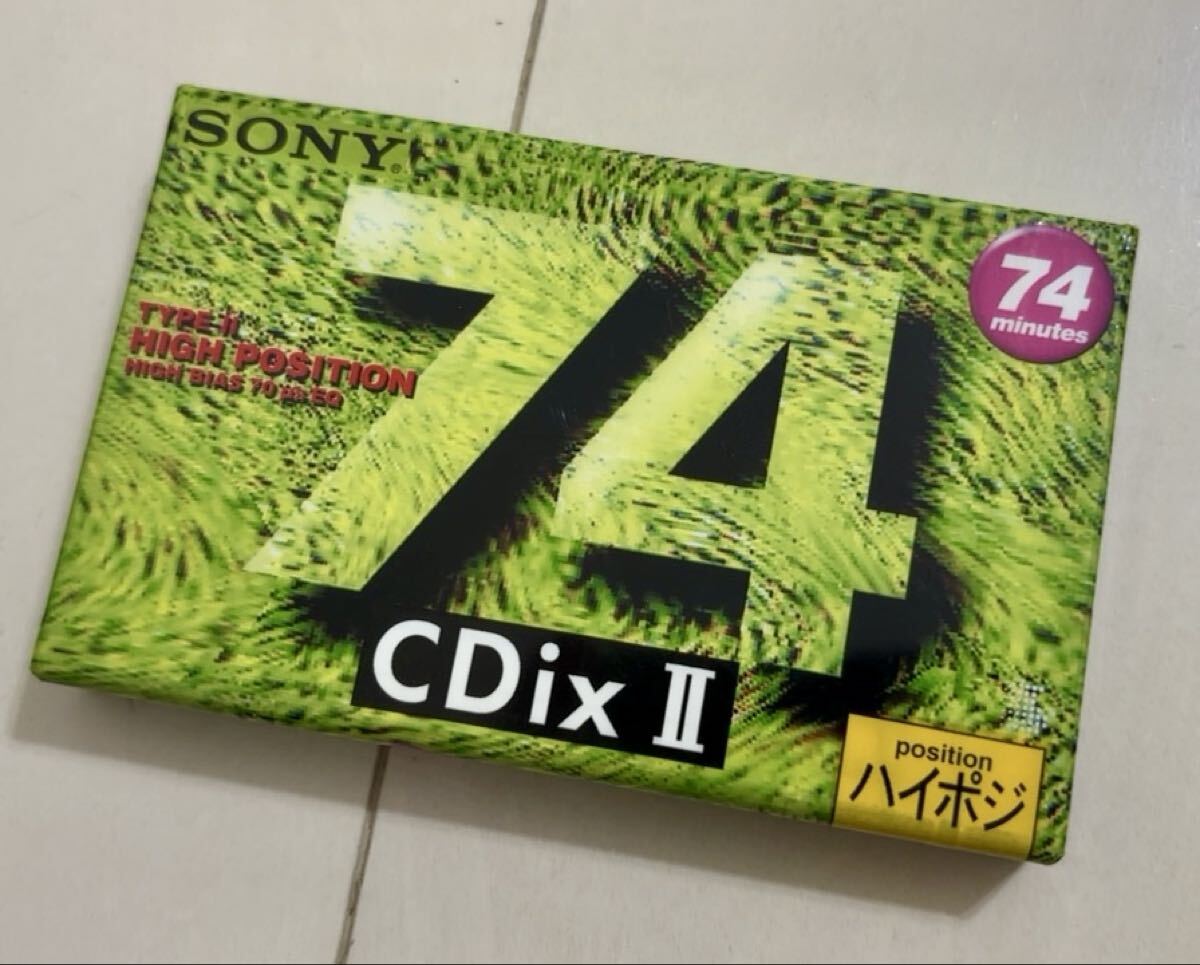 SONY®
74
74
minutes
TYPE-II
HIGH POSITION
HIGH BIAS 70 μs EQ
CDix II
position
ハイポジ